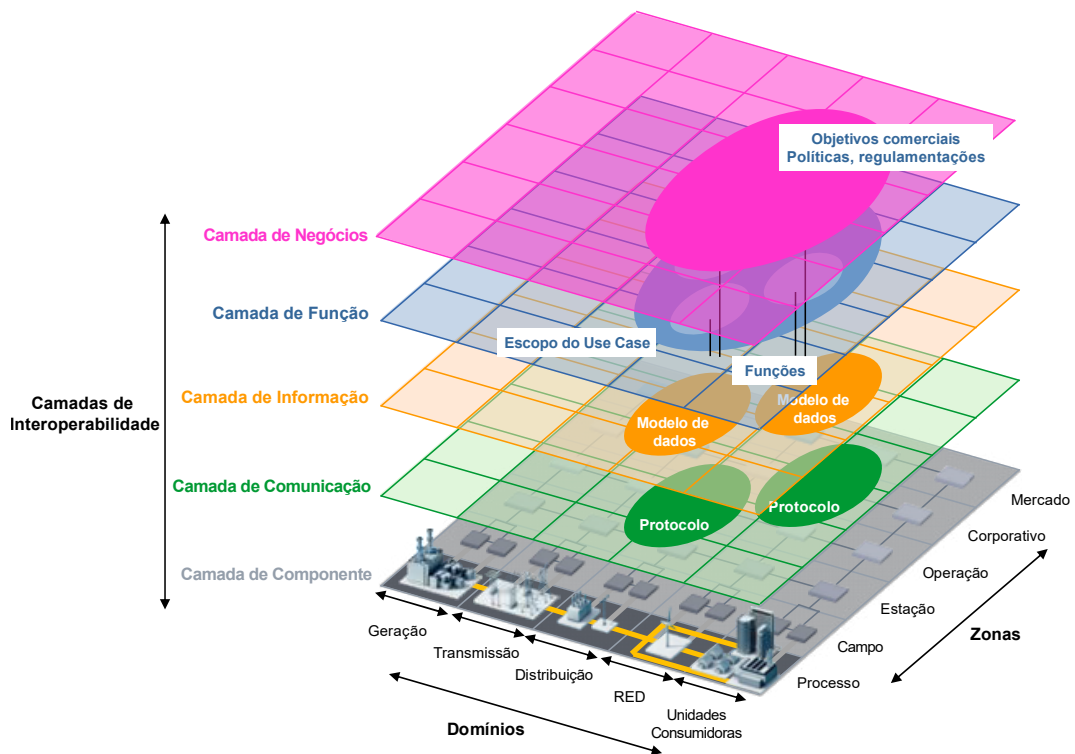 Objetivos comerciais
Políticas, regulamentações
Camada de Negócios
Camada de Função
Escopo do Use Case
Funções
Camada de Informação
Modelo de
dados
Modelo de
dados
Camadas de
Interoperabilidade
Camada de Comunicação
Protocolo
Protocolo
Camada de Componente
Mercado
Corporativo
Operação
Estação
Campo
Processo
Zonas
Geração
Transmissão
Distribuição
RED
Unidades
Consumidoras
Domínios